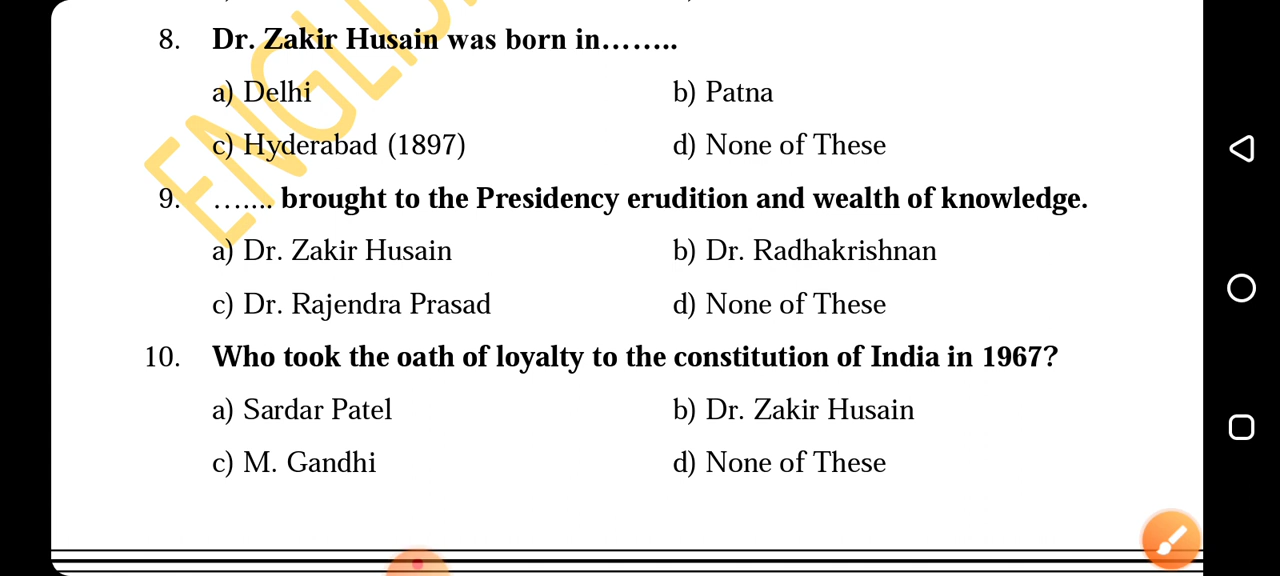 8. Dr. Zakir Husain was born in........
a) Delhi b) Patna
c) Hyderabad (1897) d) None of These
9. ....... brought to the Presidency erudition and wealth of knowledge.
a) Dr. Zakir Husain b) Dr. Radhakrishnan
c) Dr. Rajendra Prasad d) None of These
10. Who took the oath of loyalty to the constitution of India in 1967?
a) Sardar Patel b) Dr. Zakir Husain
c) M. Gandhi d) None of These